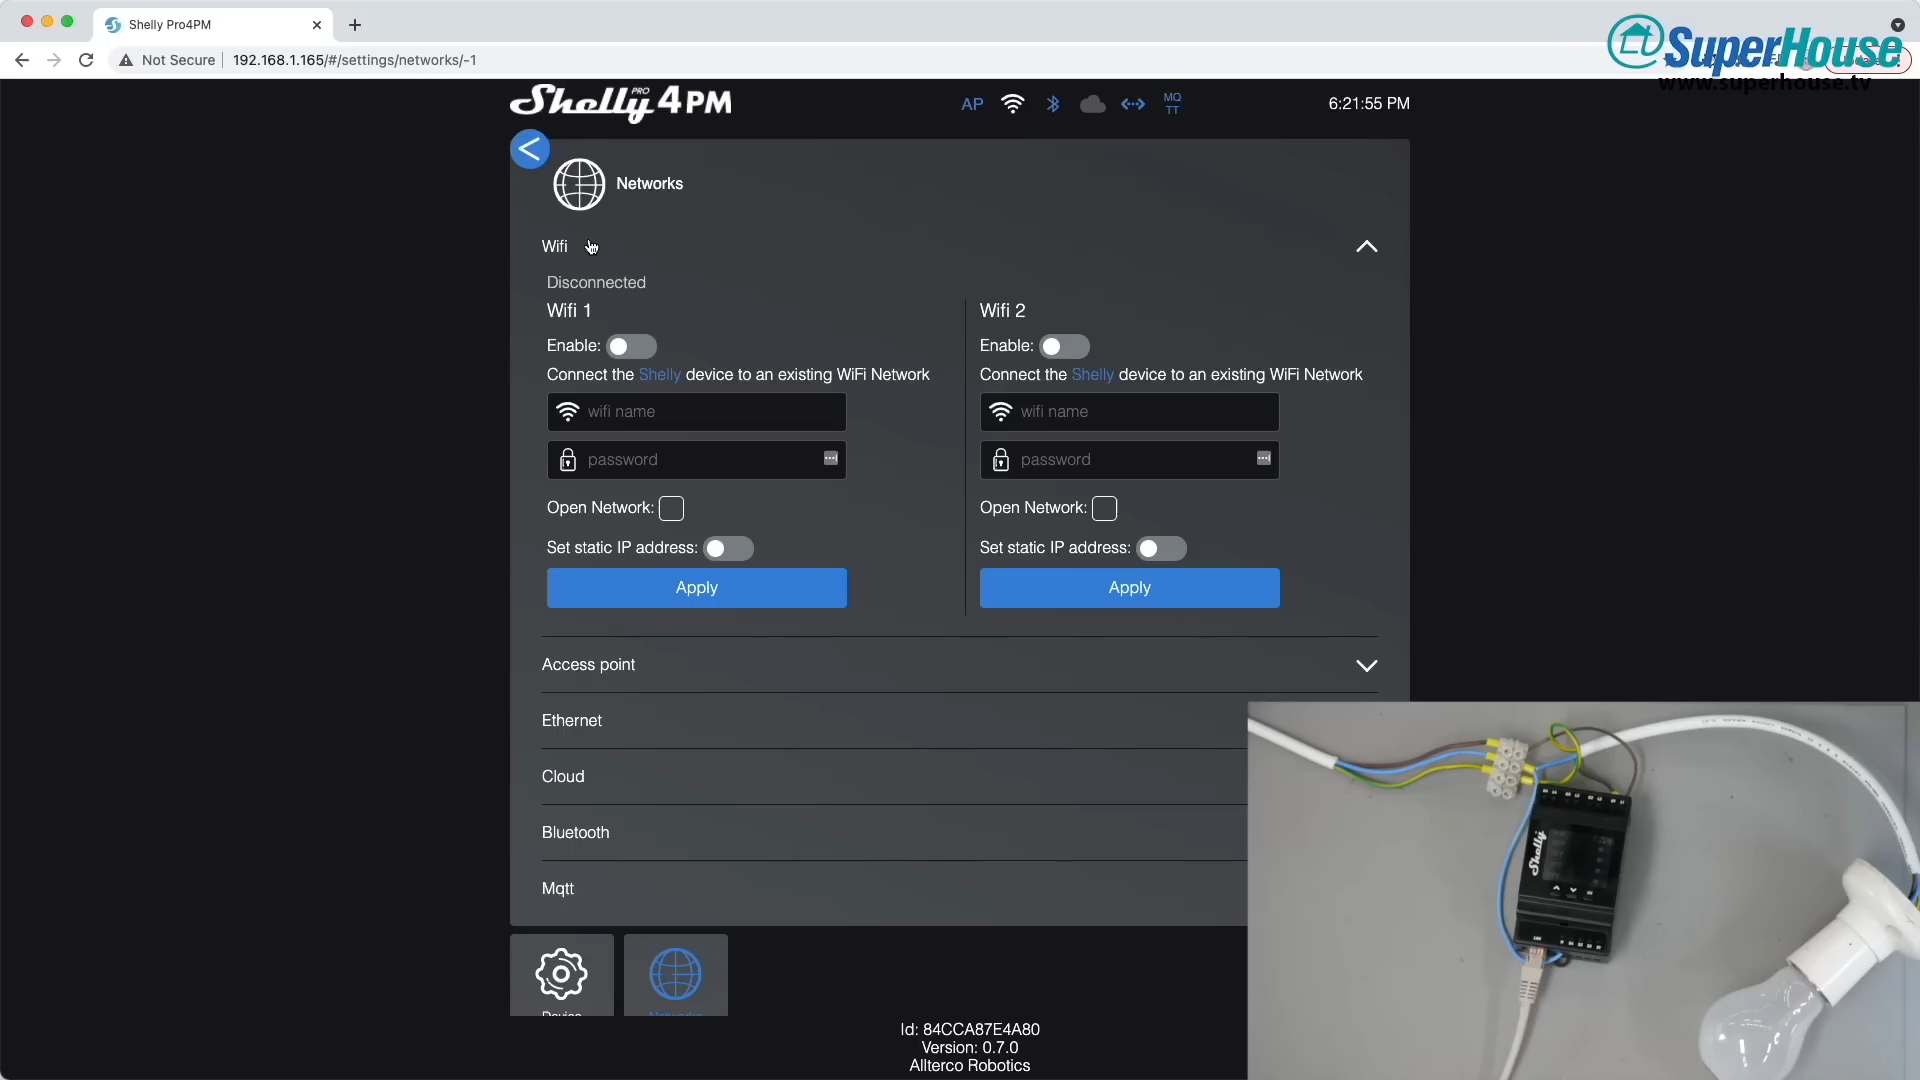 Shelly Pro4PM
SuperHouse
www.superhouse.tv
Not Secure
192.168.1.165/#/settings/networks/-1
Shelly PRO 4PM
AP
MQ
TT
6:21:55 PM
Networks
Wifi
Disconnected
Wifi 1
Enable:
Connect the Shelly device to an existing WiFi Network
wifi name
password
Open Network:
Set static IP address:
Apply
Wifi 2
Enable:
Connect the Shelly device to an existing WiFi Network
wifi name
password
Open Network:
Set static IP address:
Apply
Access point
Ethernet
Cloud
Bluetooth
Mqtt
Device
Networks
Id: 84CCA87E4A80
Version: 0.7.0
Allterco Robotics
Shelly